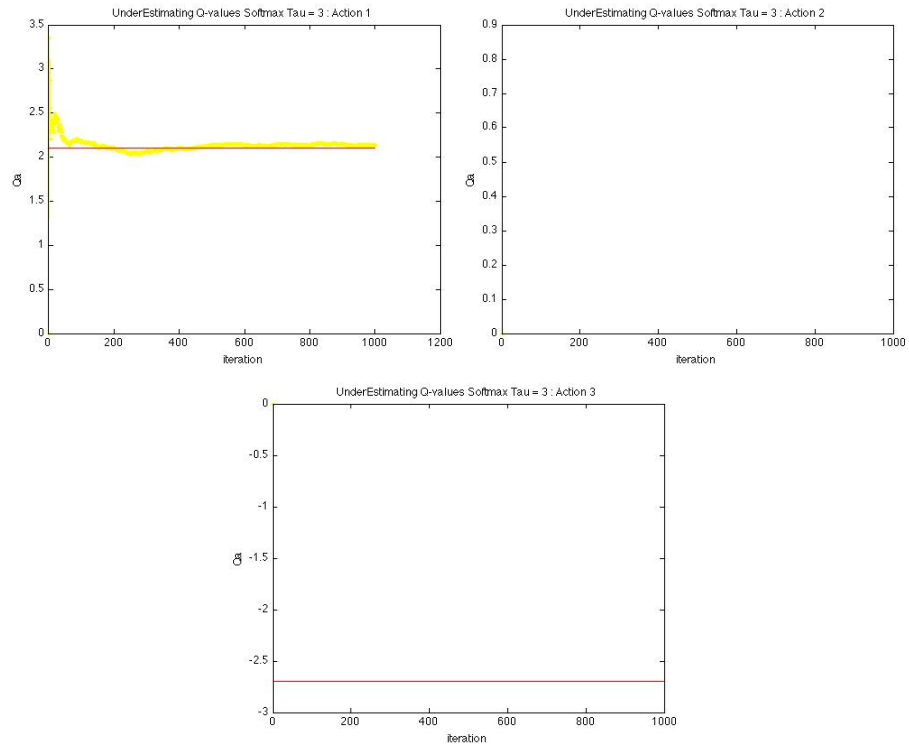 UnderEstimating Q-values Softmax Tau = 3 : Action 1
3.5
3
2.5
2
1.5
1
0.5
0
Qa
0 200 400 600 800 1000 1200
iteration
UnderEstimating Q-values Softmax Tau = 3 : Action 2
0.9
0.8
0.7
0.6
0.5
0.4
0.3
0.2
0.1
0
Qa
0 200 400 600 800 1000
iteration
UnderEstimating Q-values Softmax Tau = 3 : Action 3
0
-0.5
-1
-1.5
-2
-2.5
-3
Qa
0 200 400 600 800 1000
iteration